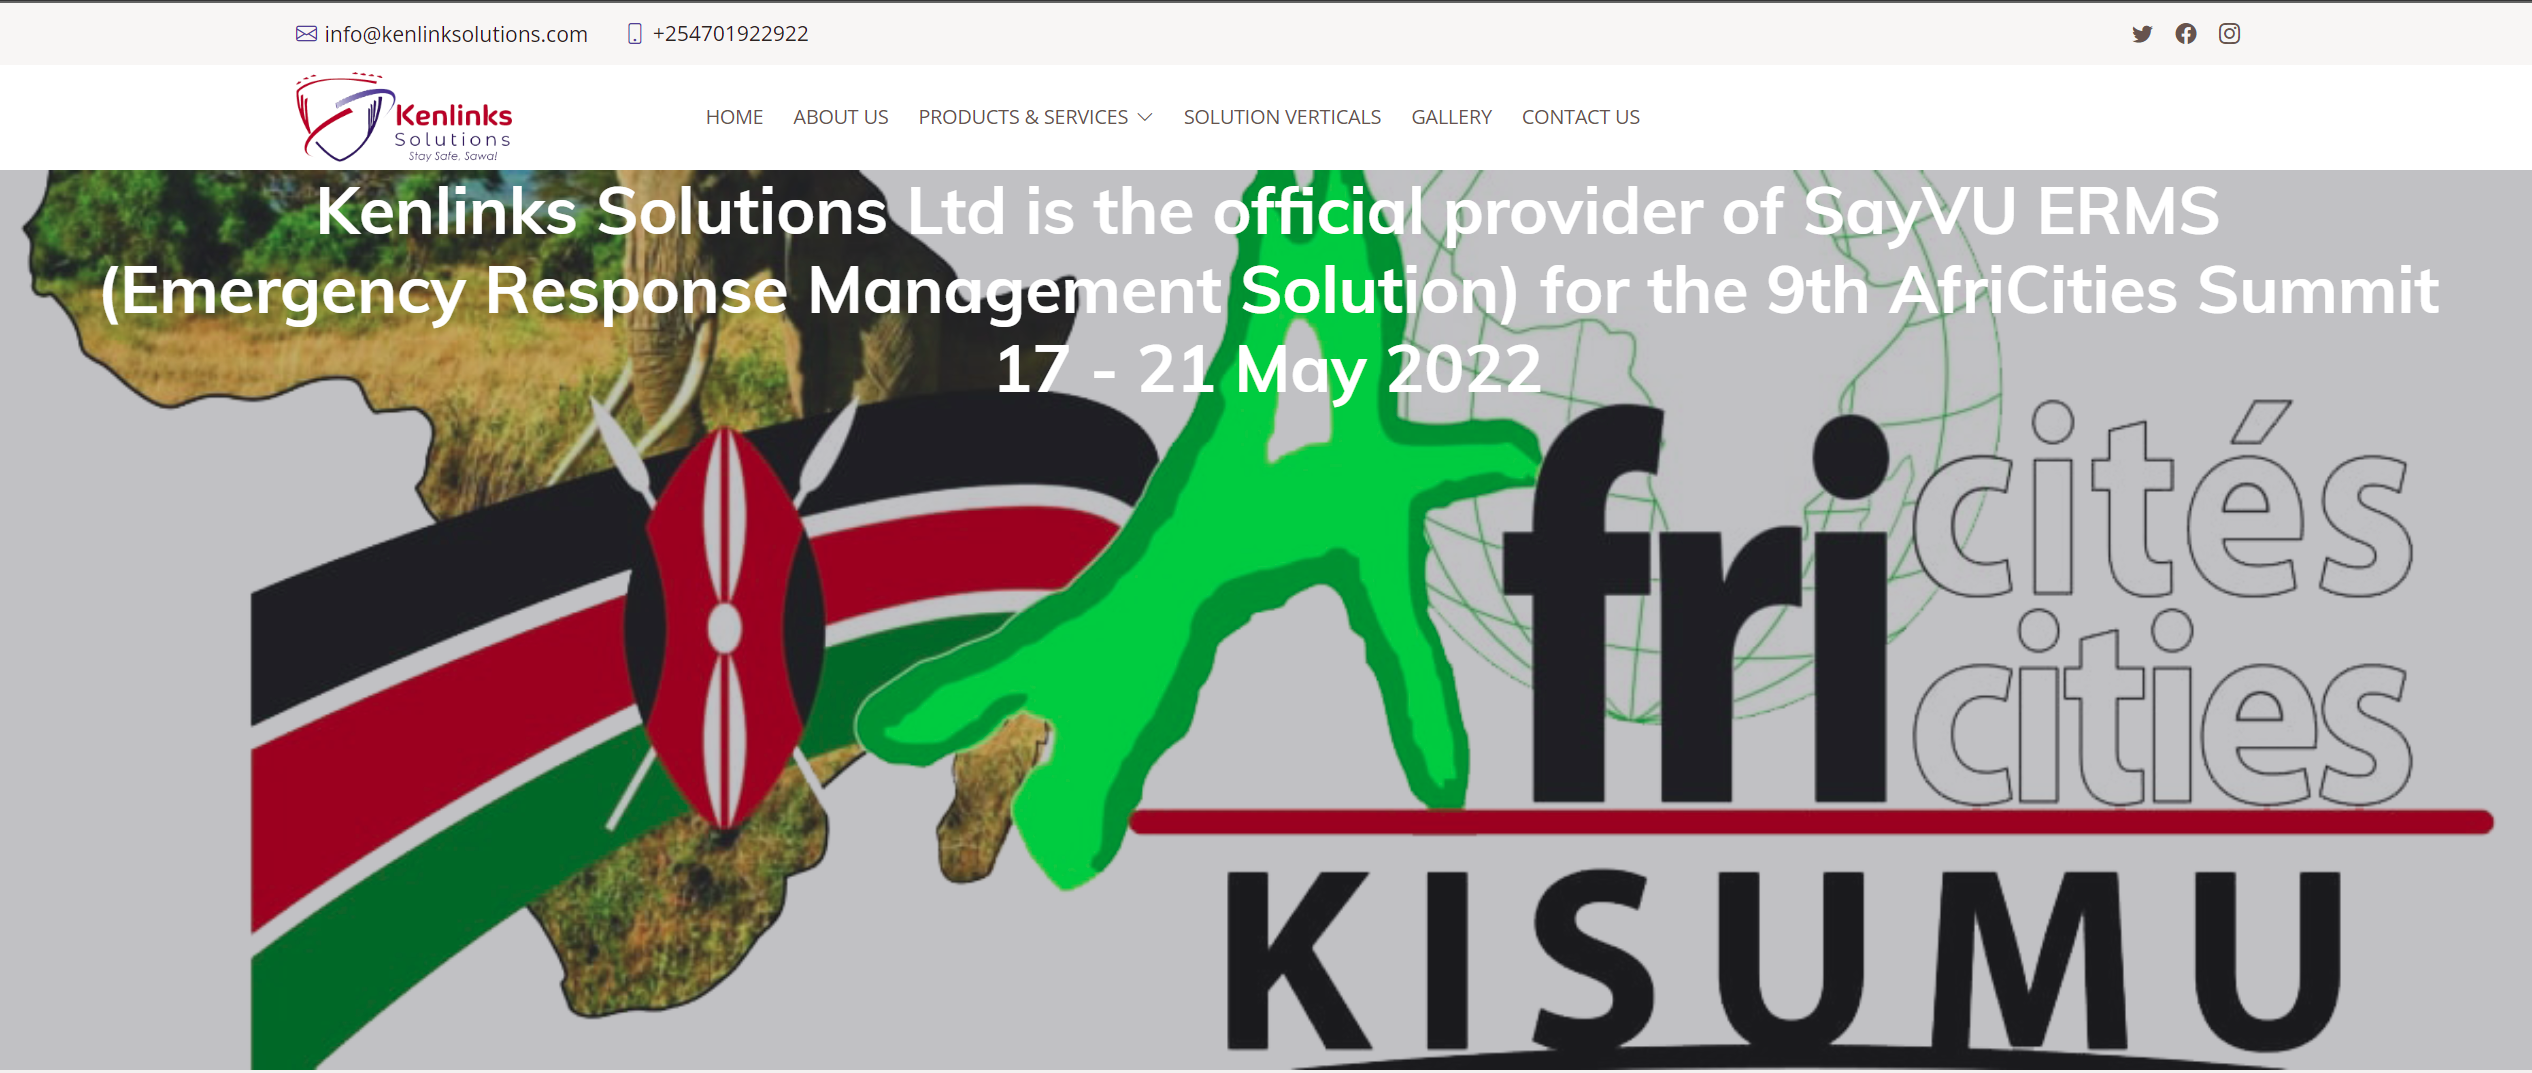 info@kenlinksolutions.com +254701922922
Kenlinks
Solutions
Stay Safe, Sawa!
HOME ABOUT US PRODUCTS & SERVICES SOLUTION VERTICALS GALLERY CONTACT US
Kenlinks Solutions Ltd is the official provider of SayVU ERMS
(Emergency Response Management Solution) for the 9th AfriCities Summit
17 - 21 May 2022
Africités
cities
KISUMU